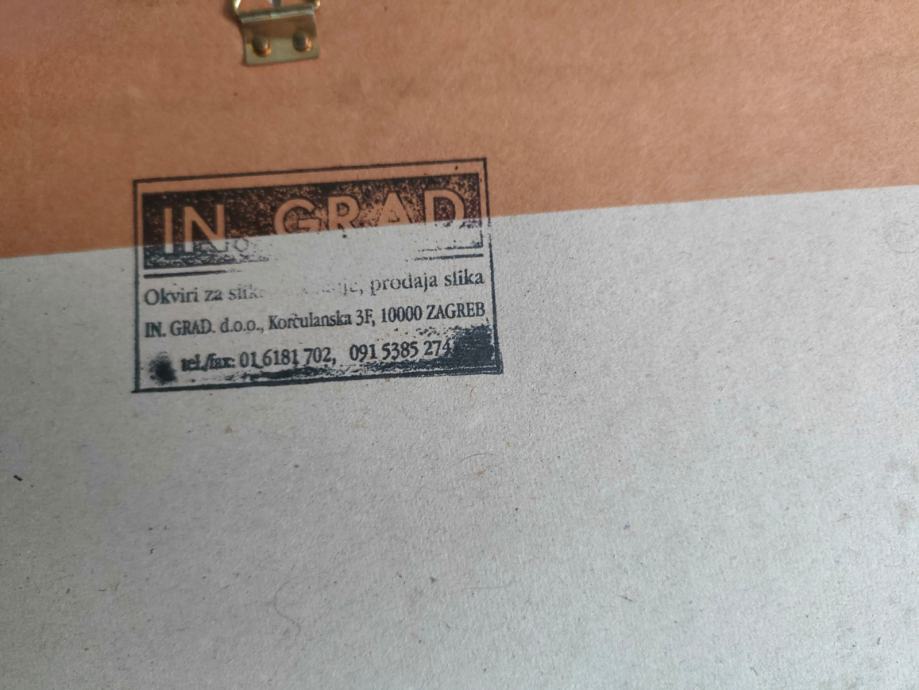 IN GRAD
Okviri za prodaja slika
IN. GRAD. d.o.o., Korčulanska 3F, 10000 ZAGREB
tel./fax: 01 6181 702, 091 5385 274